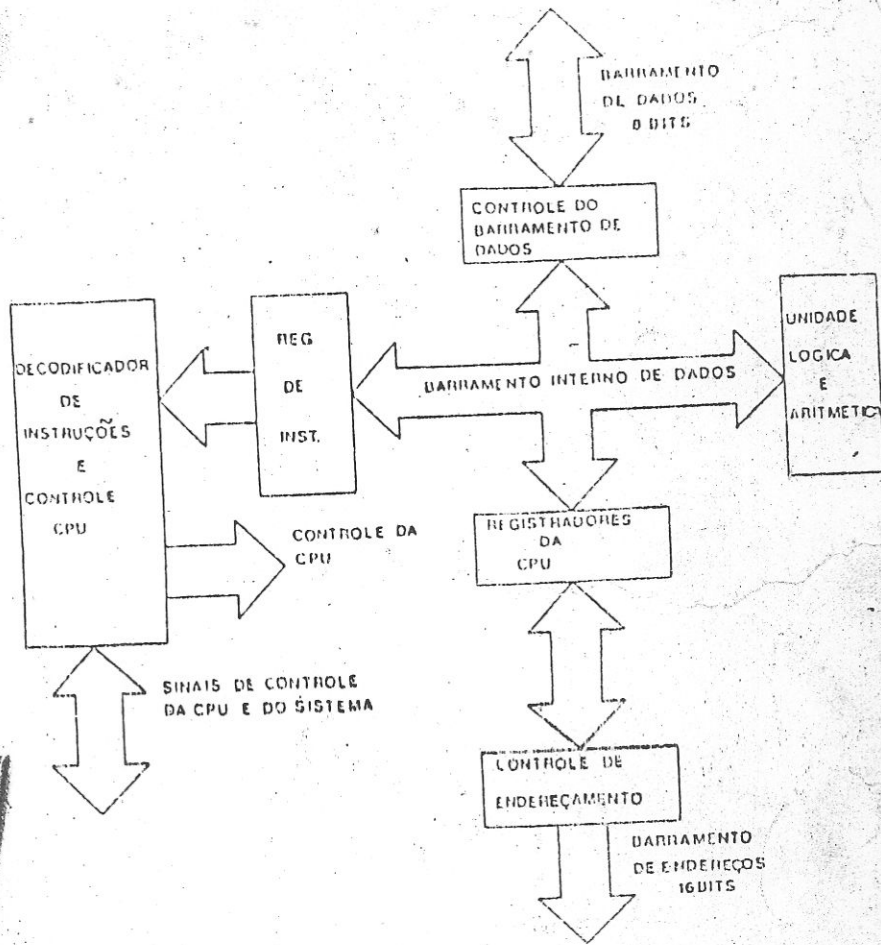 BARRAMENTO
DE DADOS
8 BITS
CONTROLE DO
BARRAMENTO DE
DADOS
DECODIFICADOR
DE
INSTRUÇÕES
E
CONTROLE
CPU
REG
DE
INST.
BARRAMENTO INTERNO DE DADOS
UNIDADE
LOGICA
E
ARITMETICA
CONTROLE DA
CPU
REGISTRADORES
DA
CPU
SINAIS DE CONTROLE
DA CPU E DO SISTEMA
CONTROLE DE
ENDEREÇAMENTO
BARRAMENTO
DE ENDEREÇOS
16 BITS